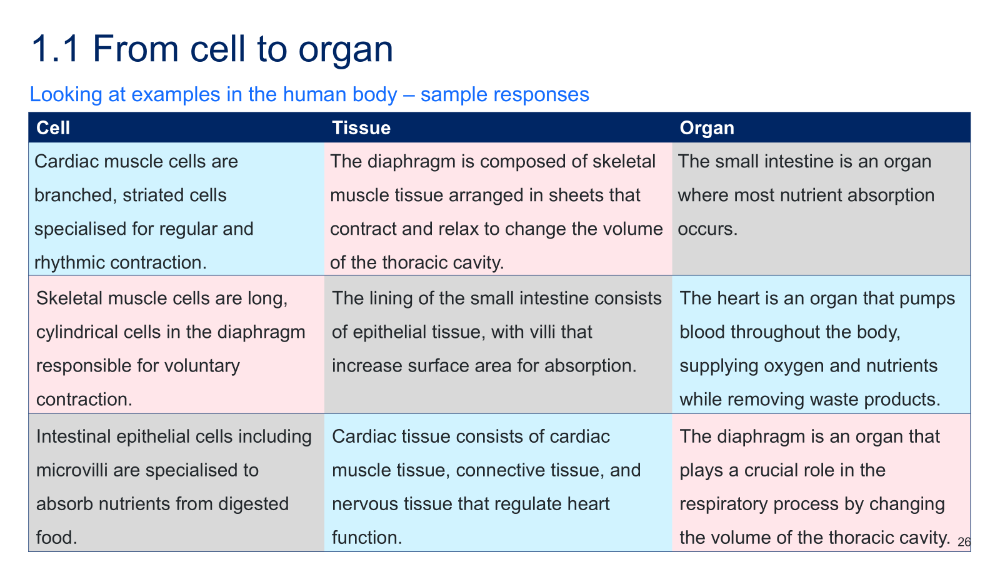 1.1 From cell to organ
Looking at examples in the human body – sample responses
Cell
Tissue
Organ
Cardiac muscle cells are
branched, striated cells
specialised for regular and
rhythmic contraction.
The diaphragm is composed of skeletal
muscle tissue arranged in sheets that
contract and relax to change the volume
of the thoracic cavity.
The small intestine is an organ
where most nutrient absorption
occurs.
Skeletal muscle cells are long,
cylindrical cells in the diaphragm
responsible for voluntary
contraction.
The lining of the small intestine consists
of epithelial tissue, with villi that
increase surface area for absorption.
The heart is an organ that pumps
blood throughout the body,
supplying oxygen and nutrients
while removing waste products.
Intestinal epithelial cells including
microvilli are specialised to
absorb nutrients from digested
food.
Cardiac tissue consists of cardiac
muscle tissue, connective tissue, and
nervous tissue that regulate heart
function.
The diaphragm is an organ that
plays a crucial role in the
respiratory process by changing
the volume of the thoracic cavity.
26